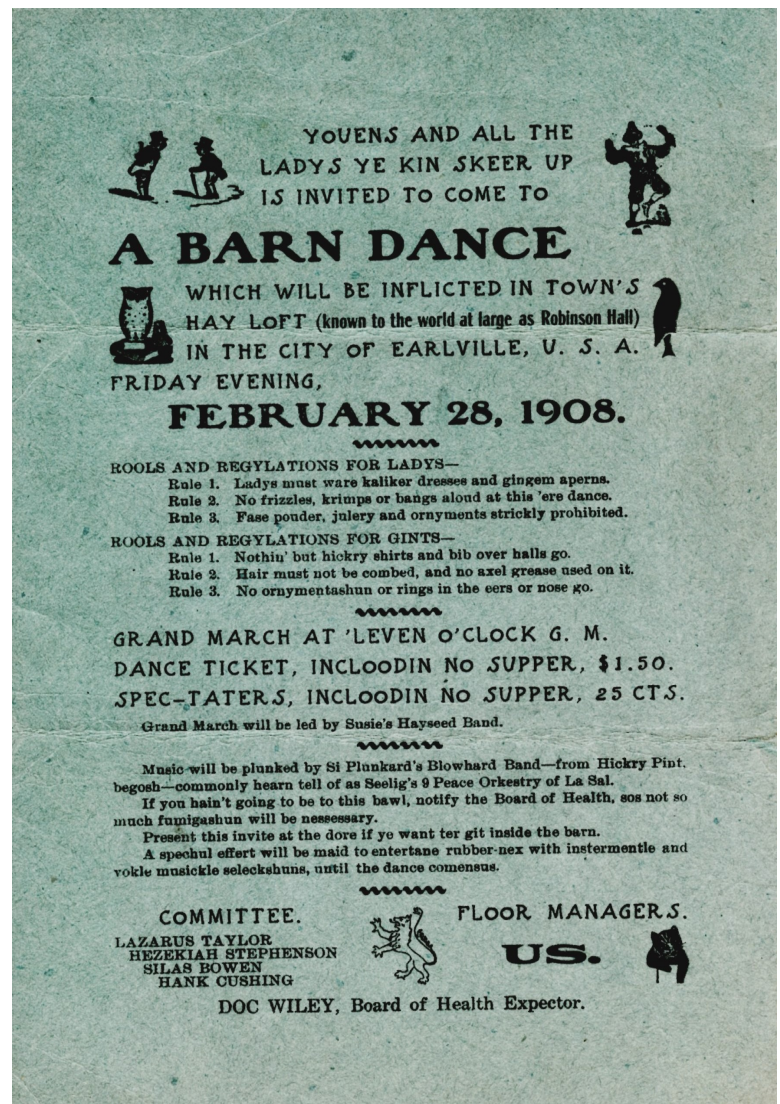 YOUENS AND ALL THE
LADYS YE KIN SKEER UP
IS INVITED TO COME TO
A BARN DANCE
WHICH WILL BE INFLICTED IN TOWN'S
HAY LOFT (known to the world at large as Robinson Hall)
IN THE CITY OF EARLVILLE, U. S. A.
FRIDAY EVENING,
FEBRUARY 28, 1908.
ROOLS AND REGYLATIONS FOR LADYS—
Rule 1. Ladys must ware kaliker dresses and gingem aperns.
Rule 2. No frizzles, krimps or bangs aloud at this 'ere dance.
Rule 3. Fase pouder, julery and ornyments strickly prohibited.
ROOLS AND REGYLATIONS FOR GINTS—
Rule 1. Nothin' but hickry shirts and bib over halls go.
Rule 2. Hair must not be combed, and no axel grease used on it.
Rule 3. No ornymentashun or rings in the eers or nose go.
GRAND MARCH AT 'LEVEN O'CLOCK G. M.
DANCE TICKET, INCLOODIN NO SUPPER, $1.50.
SPEC-TATERS, INCLOODIN NO SUPPER, 25 CTS.
Grand March will be led by Susie's Hayseed Band.
Music will be plunked by Si Plunkard's Blowhard Band—from Hickry Pint,
begosh—commonly hearn tell of as Seelig's 9 Peace Orkestry of La Sal.
If you hain't going to be to this bawl, notify the Board of Health, sos not so
much fumigashun will be nessessary.
Present this invite at the dore if ye want ter git inside the barn.
A spechul effert will be maid to entertane rubber-nex with instermentle and
vokle musickle seleckshuns, until the dance comensus.
COMMITTEE.
LAZARUS TAYLOR
HEZEKIAH STEPHENSON
SILAS BOWEN
HANK CUSHING
FLOOR MANAGERS.
US.
DOC WILEY, Board of Health Expector.